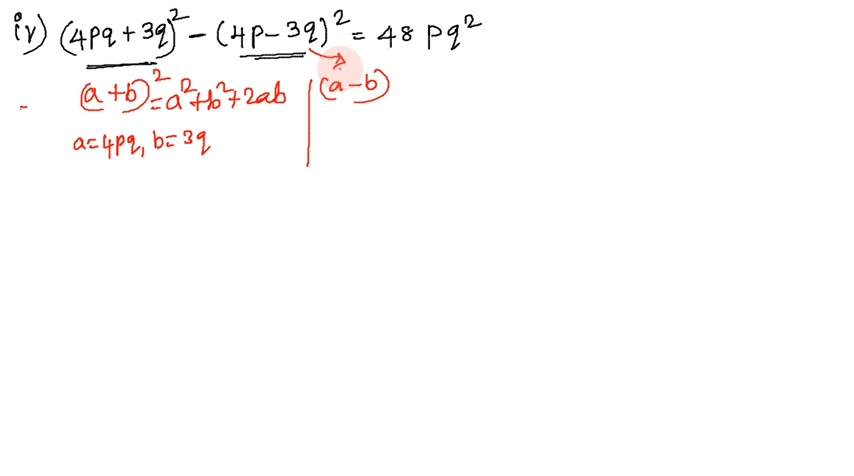 iv) (4pq + 3q)² - (4p - 3q)² = 48 pq²
(a + b)² = a² + b² + 2ab
(a - b)
a = 4pq, b = 3q